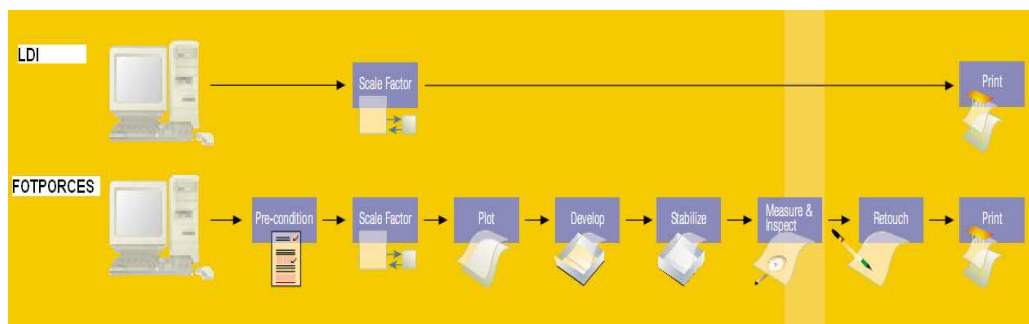 LDI
Scale Factor
Print
FOTPORCES
Pre-condition
Scale Factor
Plot
Develop
Stabilize
Measure &
Inspect
Retouch
Print